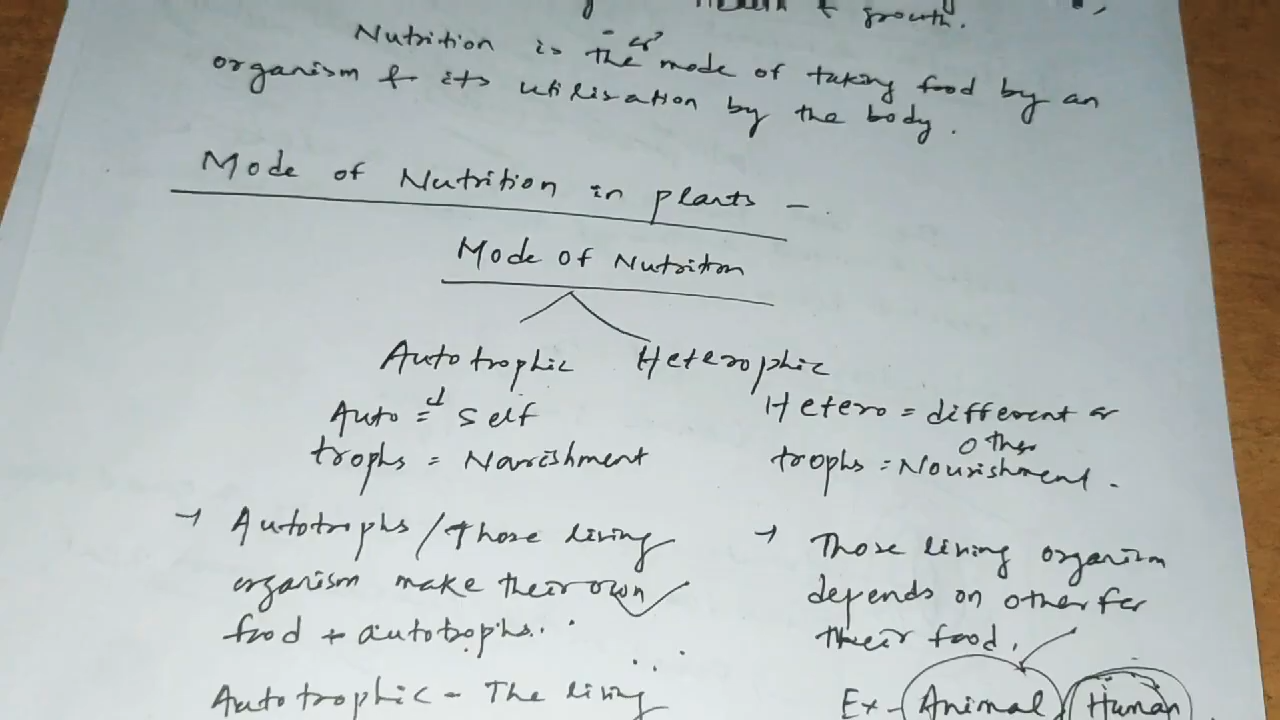 growth.
Nutrition is the mode of taking food by an
organism & its utilisation by the body.
Mode of Nutrition in plants -
Mode of Nutrition
Autotrophic Heterophic
Auto = Self
trophs = Narishment
Hetero = different or
other
trophs = Nourishment.
→ Autotrophs / Those living
organism make their own
food + autotrophs.
Autotrophic - The living
→ Those living organism
depends on other for
their food.
Ex - Animal Human